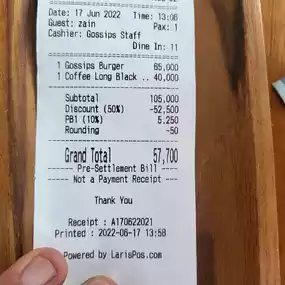 Date: 17 Jun 2022 Time: 13:06
Guest: zain Pax: 1
Cashier: Gossips Staff
Dine In: 11
1 Gossips Burger 65,000
1 Coffee Long Black .. 40,000
Subtotal 105,000
Discount (50%) -52,500
PB1 (10%) 5,250
Rounding -50
Grand Total 57,700
Pre-Settlement Bill
Not a Payment Receipt
Thank You
Receipt : A170622021
Printed : 2022-06-17 13:58
Powered by LarisPos.com